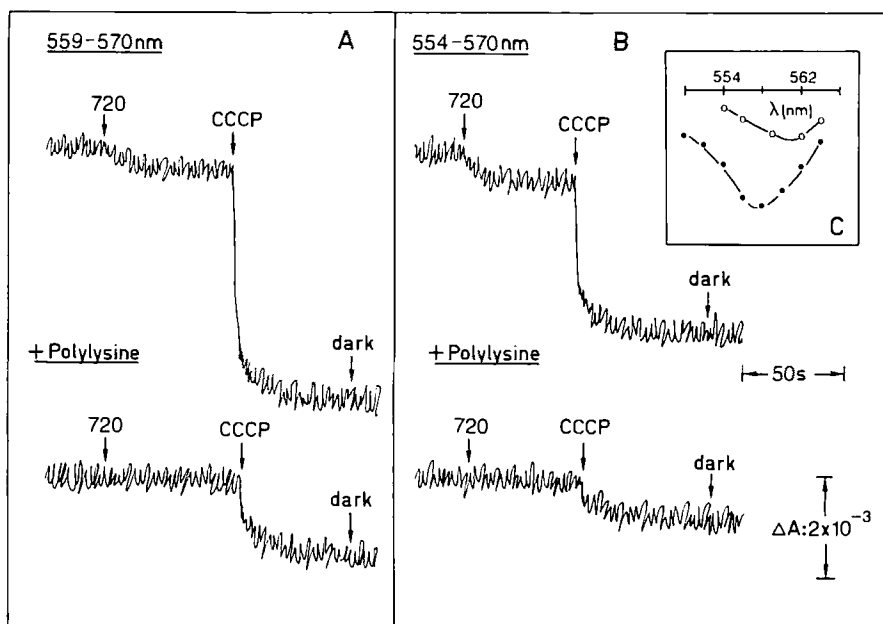 559-570nm
A
720
CCCP
dark
+Polylysine
720
CCCP
dark
554-570nm
B
720
CCCP
dark
+Polylysine
50s
720
CCCP
dark
ΔA:2x10⁻³
554
562
λ(nm)
C